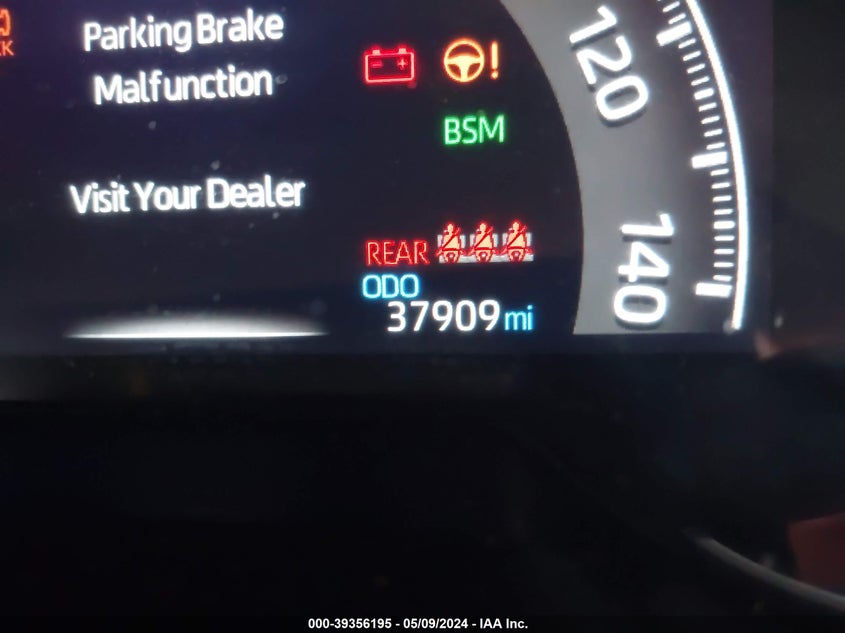 Parking Brake
Malfunction
Visit Your Dealer
BSM
REAR
ODO
37909 mi
120
140
000-39356195 - 05/09/2024 - IAA Inc.